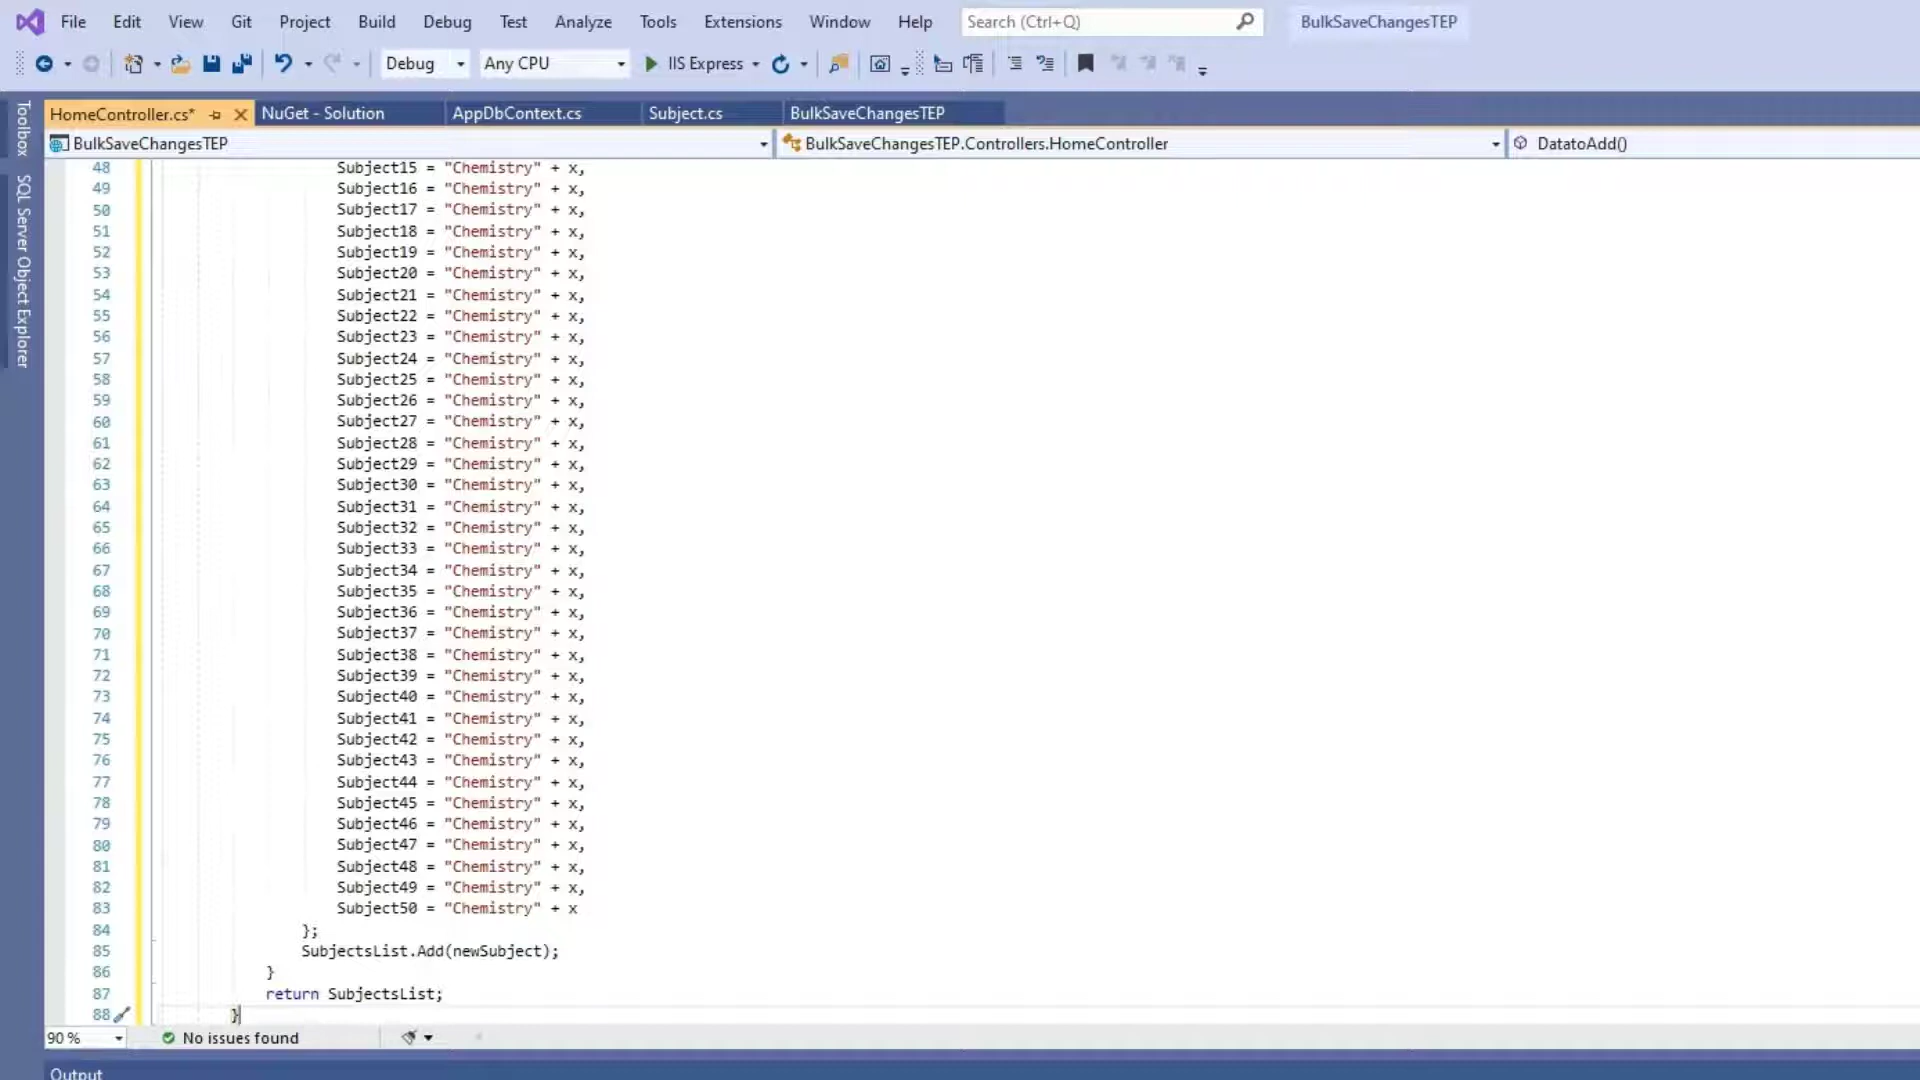 File Edit View Git Project Build Debug Test Analyze Tools Extensions Window Help Search (Ctrl+Q) BulkSaveChangesTEP
Debug Any CPU IIS Express
HomeController.cs* NuGet - Solution AppDbContext.cs Subject.cs BulkSaveChangesTEP
BulkSaveChangesTEP BulkSaveChangesTEP.Controllers.HomeController DatatoAdd()
Toolbox
SQL Server Object Explorer
48 Subject15 = "Chemistry" + x,
49 Subject16 = "Chemistry" + x,
50 Subject17 = "Chemistry" + x,
51 Subject18 = "Chemistry" + x,
52 Subject19 = "Chemistry" + x,
53 Subject20 = "Chemistry" + x,
54 Subject21 = "Chemistry" + x,
55 Subject22 = "Chemistry" + x,
56 Subject23 = "Chemistry" + x,
57 Subject24 = "Chemistry" + x,
58 Subject25 = "Chemistry" + x,
59 Subject26 = "Chemistry" + x,
60 Subject27 = "Chemistry" + x,
61 Subject28 = "Chemistry" + x,
62 Subject29 = "Chemistry" + x,
63 Subject30 = "Chemistry" + x,
64 Subject31 = "Chemistry" + x,
65 Subject32 = "Chemistry" + x,
66 Subject33 = "Chemistry" + x,
67 Subject34 = "Chemistry" + x,
68 Subject35 = "Chemistry" + x,
69 Subject36 = "Chemistry" + x,
70 Subject37 = "Chemistry" + x,
71 Subject38 = "Chemistry" + x,
72 Subject39 = "Chemistry" + x,
73 Subject40 = "Chemistry" + x,
74 Subject41 = "Chemistry" + x,
75 Subject42 = "Chemistry" + x,
76 Subject43 = "Chemistry" + x,
77 Subject44 = "Chemistry" + x,
78 Subject45 = "Chemistry" + x,
79 Subject46 = "Chemistry" + x,
80 Subject47 = "Chemistry" + x,
81 Subject48 = "Chemistry" + x,
82 Subject49 = "Chemistry" + x,
83 Subject50 = "Chemistry" + x
84 };
85 SubjectsList.Add(newSubject);
86 }
87 return SubjectsList;
88 }
90 % No issues found
Output